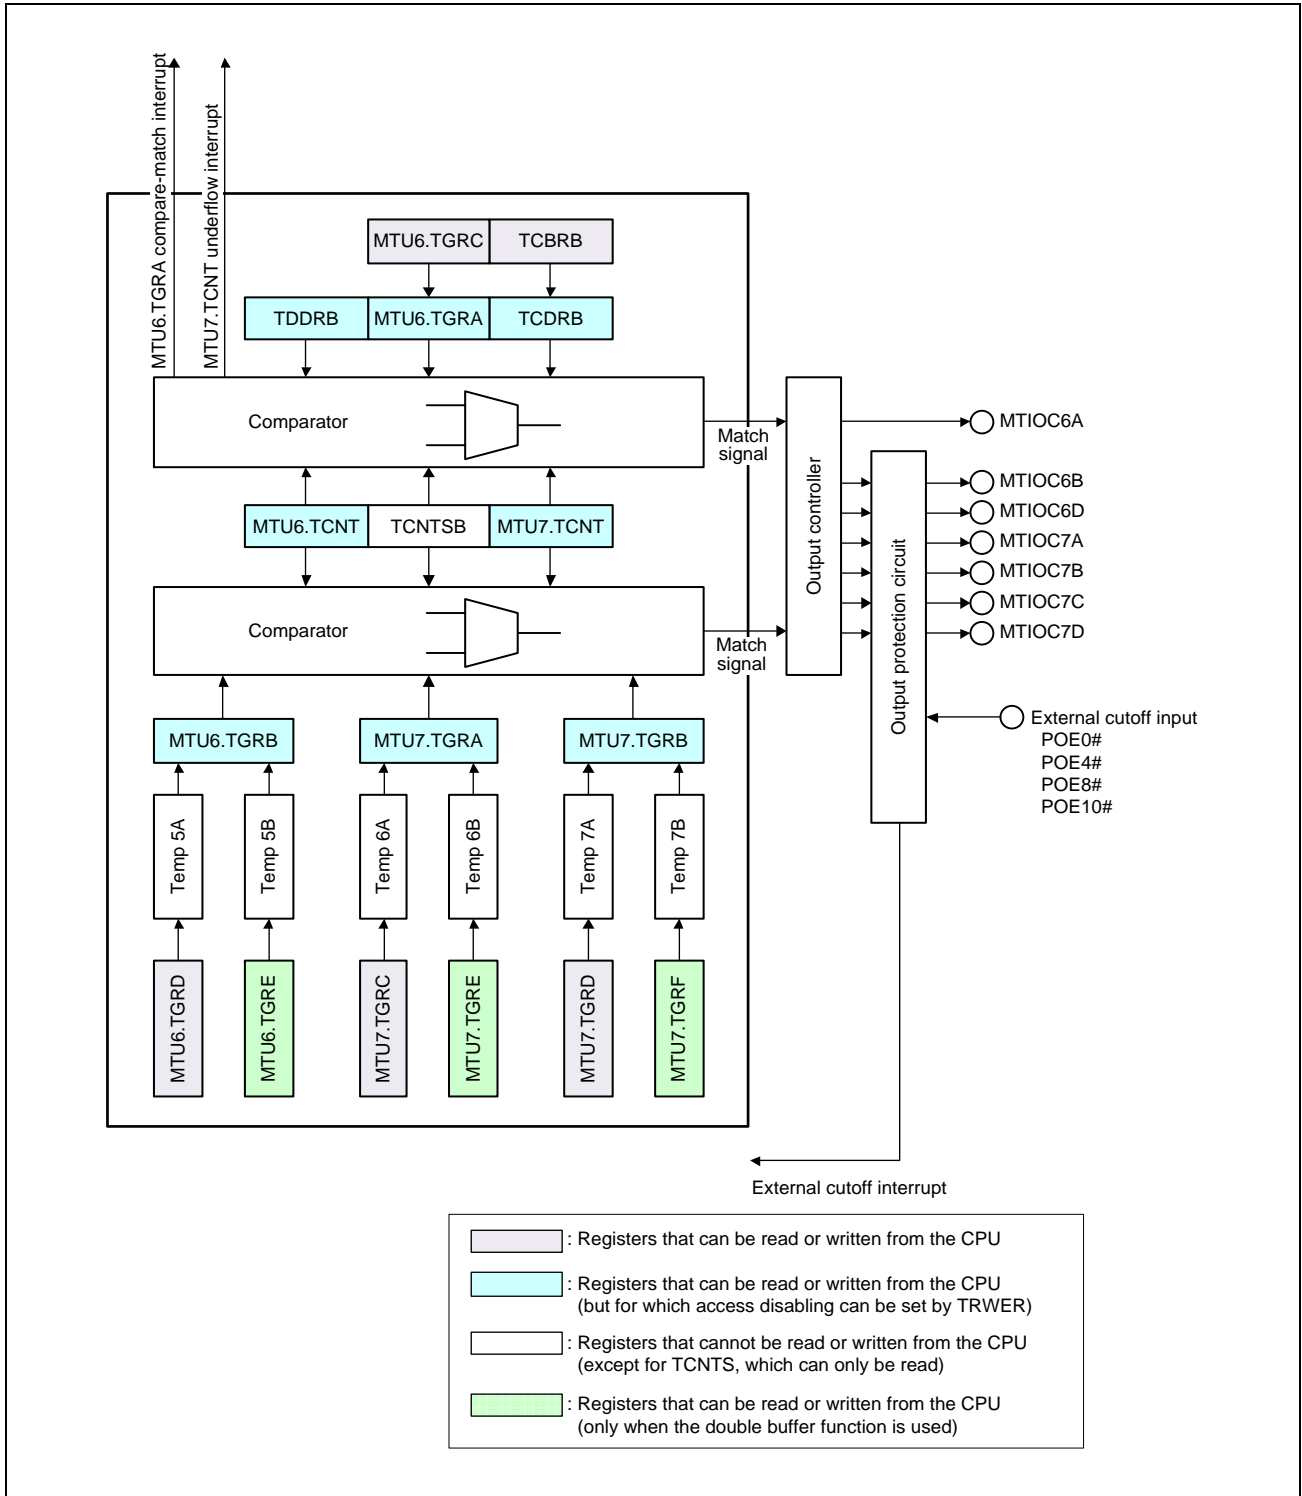 MTU6.TGRA compare-match interrupt
MTU7.TCNT underflow interrupt
MTU6.TGRC
TCBRB
TDDRB
MTU6.TGRA
TCDRB
Comparator
Match
signal
MTU6.TCNT
TCNTSB
MTU7.TCNT
Comparator
Match
signal
Output controller
Output protection circuit
MTIOC6A
MTIOC6B
MTIOC6D
MTIOC7A
MTIOC7B
MTIOC7C
MTIOC7D
External cutoff input
POE0#
POE4#
POE8#
POE10#
MTU6.TGRB
MTU7.TGRA
MTU7.TGRB
Temp 5A
Temp 5B
Temp 6A
Temp 6B
Temp 7A
Temp 7B
MTU6.TGRD
MTU6.TGRE
MTU7.TGRC
MTU7.TGRE
MTU7.TGRD
MTU7.TGRF
External cutoff interrupt
: Registers that can be read or written from the CPU
: Registers that can be read or written from the CPU
(but for which access disabling can be set by TRWER)
: Registers that cannot be read or written from the CPU
(except for TCNTS, which can only be read)
: Registers that can be read or written from the CPU
(only when the double buffer function is used)